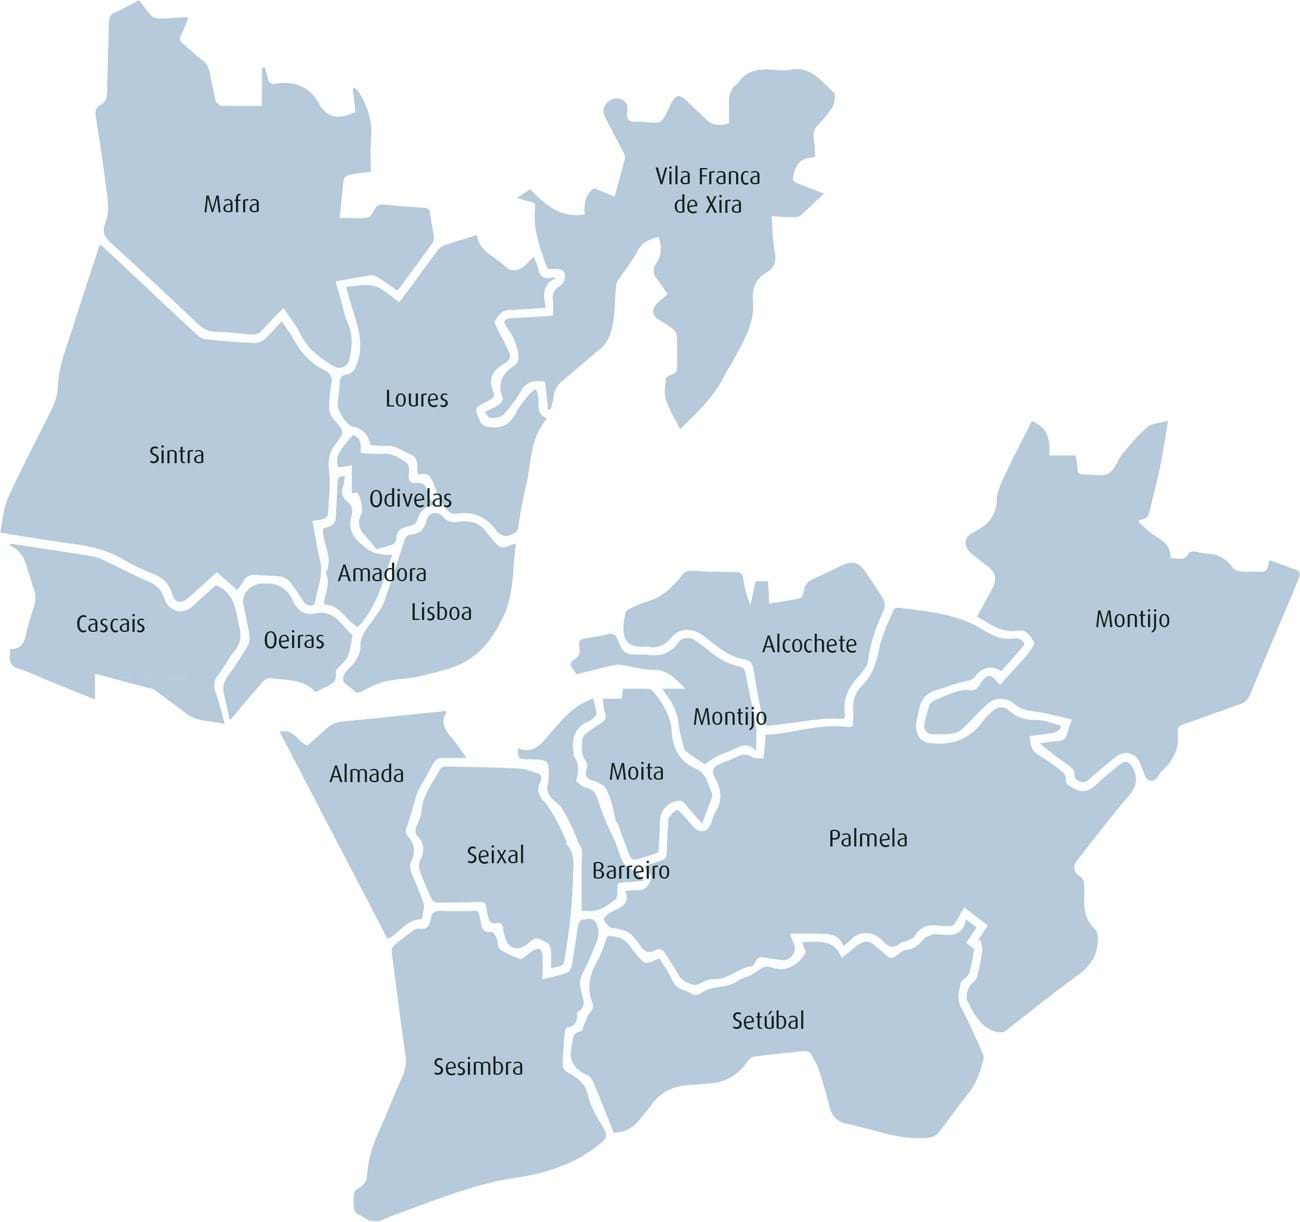 Vila Franca
de Xira
Mafra
Loures
Sintra
Odivelas
Amadora
Lisboa
Cascais
Oeiras
Montijo
Alcochete
Montijo
Almada
Moita
Palmela
Seixal
Barreiro
Setúbal
Sesimbra